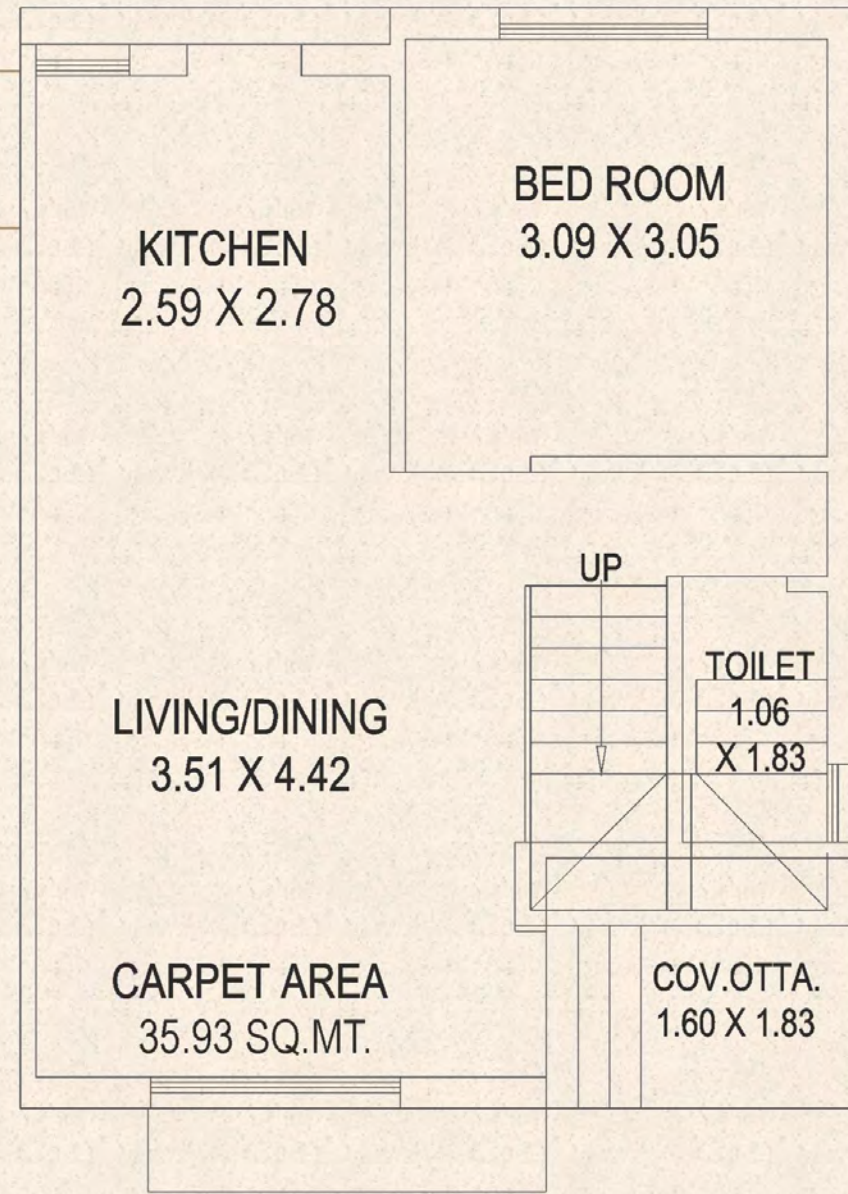 BED ROOM
3.09 X 3.05
KITCHEN
2.59 X 2.78
UP
TOILET
1.06
X 1.83
LIVING/DINING
3.51 X 4.42
CARPET AREA
35.93 SQ.MT.
COV.OTTA.
1.60 X 1.83